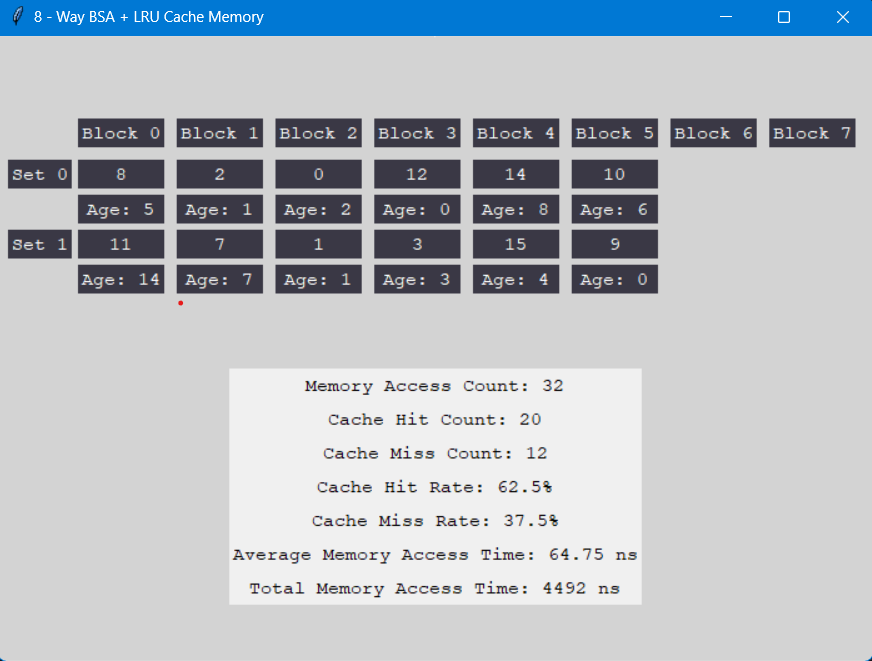 8 - Way BSA + LRU Cache Memory
Block 0 Block 1 Block 2 Block 3 Block 4 Block 5 Block 6 Block 7
Set 0 8 2 0 12 14 10
Age: 5 Age: 1 Age: 2 Age: 0 Age: 8 Age: 6
Set 1 11 7 1 3 15 9
Age: 14 Age: 7 Age: 1 Age: 3 Age: 4 Age: 0
Memory Access Count: 32
Cache Hit Count: 20
Cache Miss Count: 12
Cache Hit Rate: 62.5%
Cache Miss Rate: 37.5%
Average Memory Access Time: 64.75 ns
Total Memory Access Time: 4492 ns